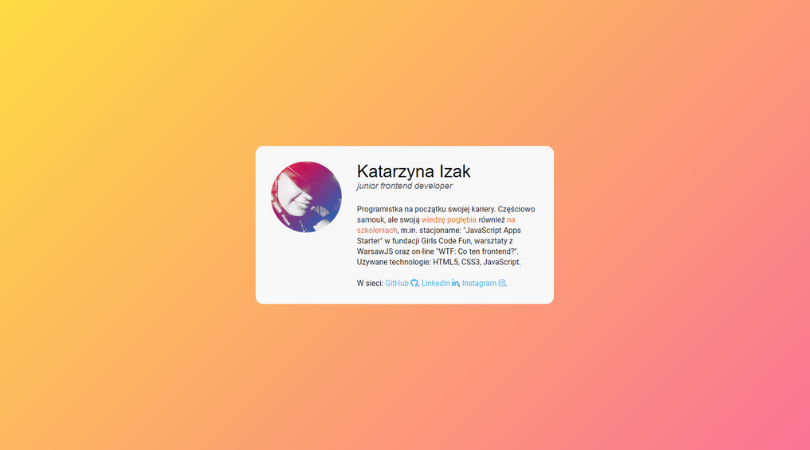 Katarzyna Izak
junior frontend developer
Programistka na początku swojej kariery. Częściowo
samouk, ale swoją wiedzę pogłębia również na
szkoleniach, m.in. stacjonarne: "JavaScript Apps
Starter" w fundacji Girls Code Fun, warsztaty z
WarsawJS oraz on-line "WTF: Co ten frontend?".
Używane technologie: HTML5, CSS3, JavaScript.
W sieci: GitHub, LinkedIn in, Instagram.